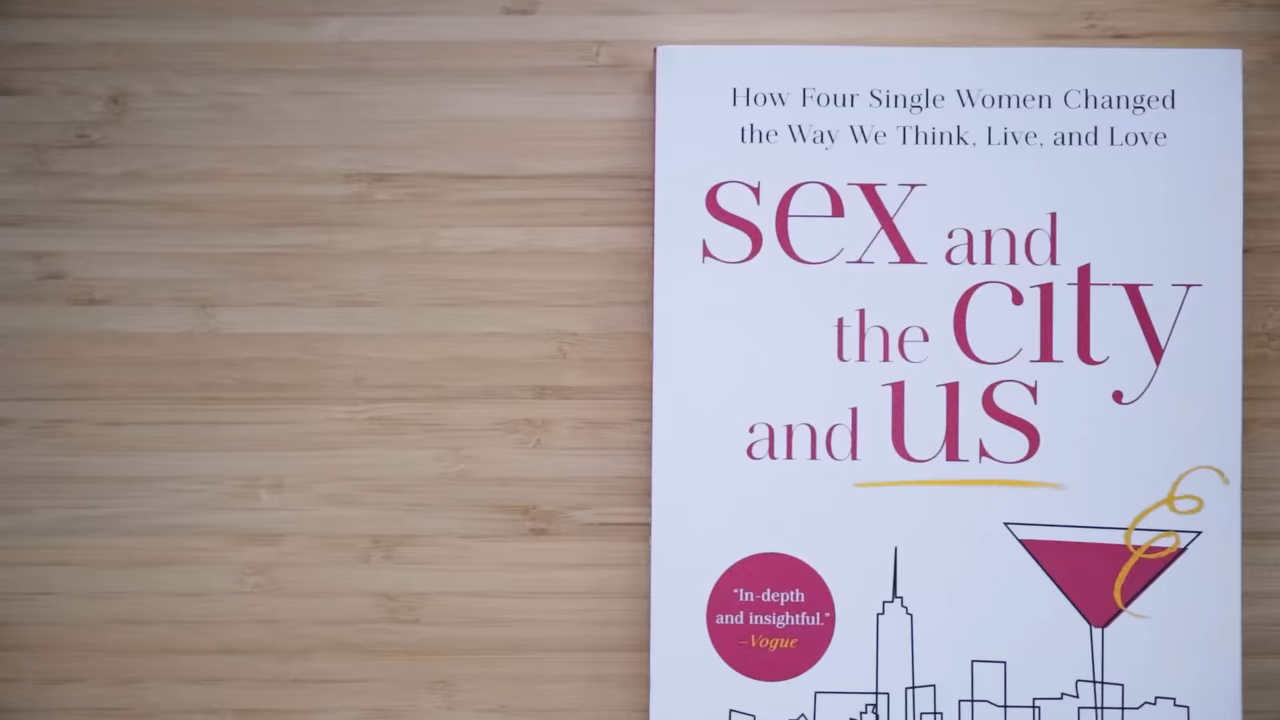 How Four Single Women Changed
the Way We Think, Live, and Love
sex and
the city
and us
“In-depth
and insightful.”
–Vogue